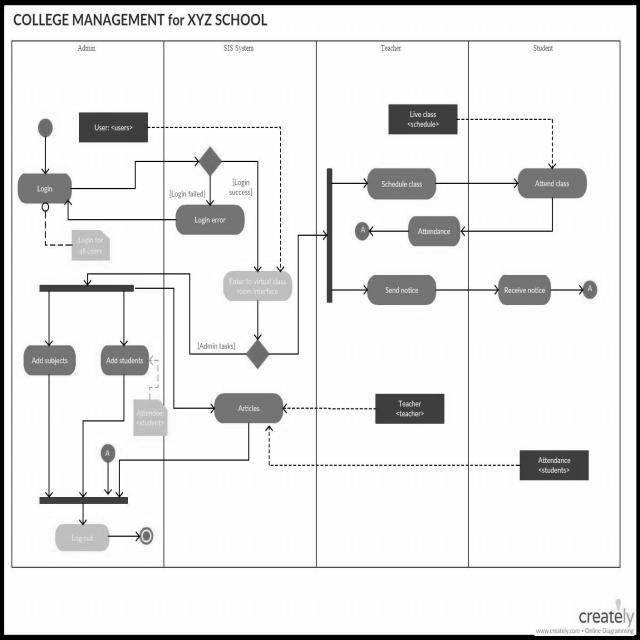 COLLEGE MANAGEMENT for XYZ SCHOOL
Admin
SIS System
Teacher
Student
User: <users>
Live class
<schedule>
Login
[Login failed]
[Login
success]
Login error
Schedule class
Attend class
A
Attendance
Login for
all users
Enter to virtual class
room interface
Send notice
Receive notice
A
[Admin tasks]
Add subjects
Add students
Attendee
<student>
Articles
Teacher
<teacher>
A
Attendance
<students>
Log out
creately
www.creately.com • Online Diagramming